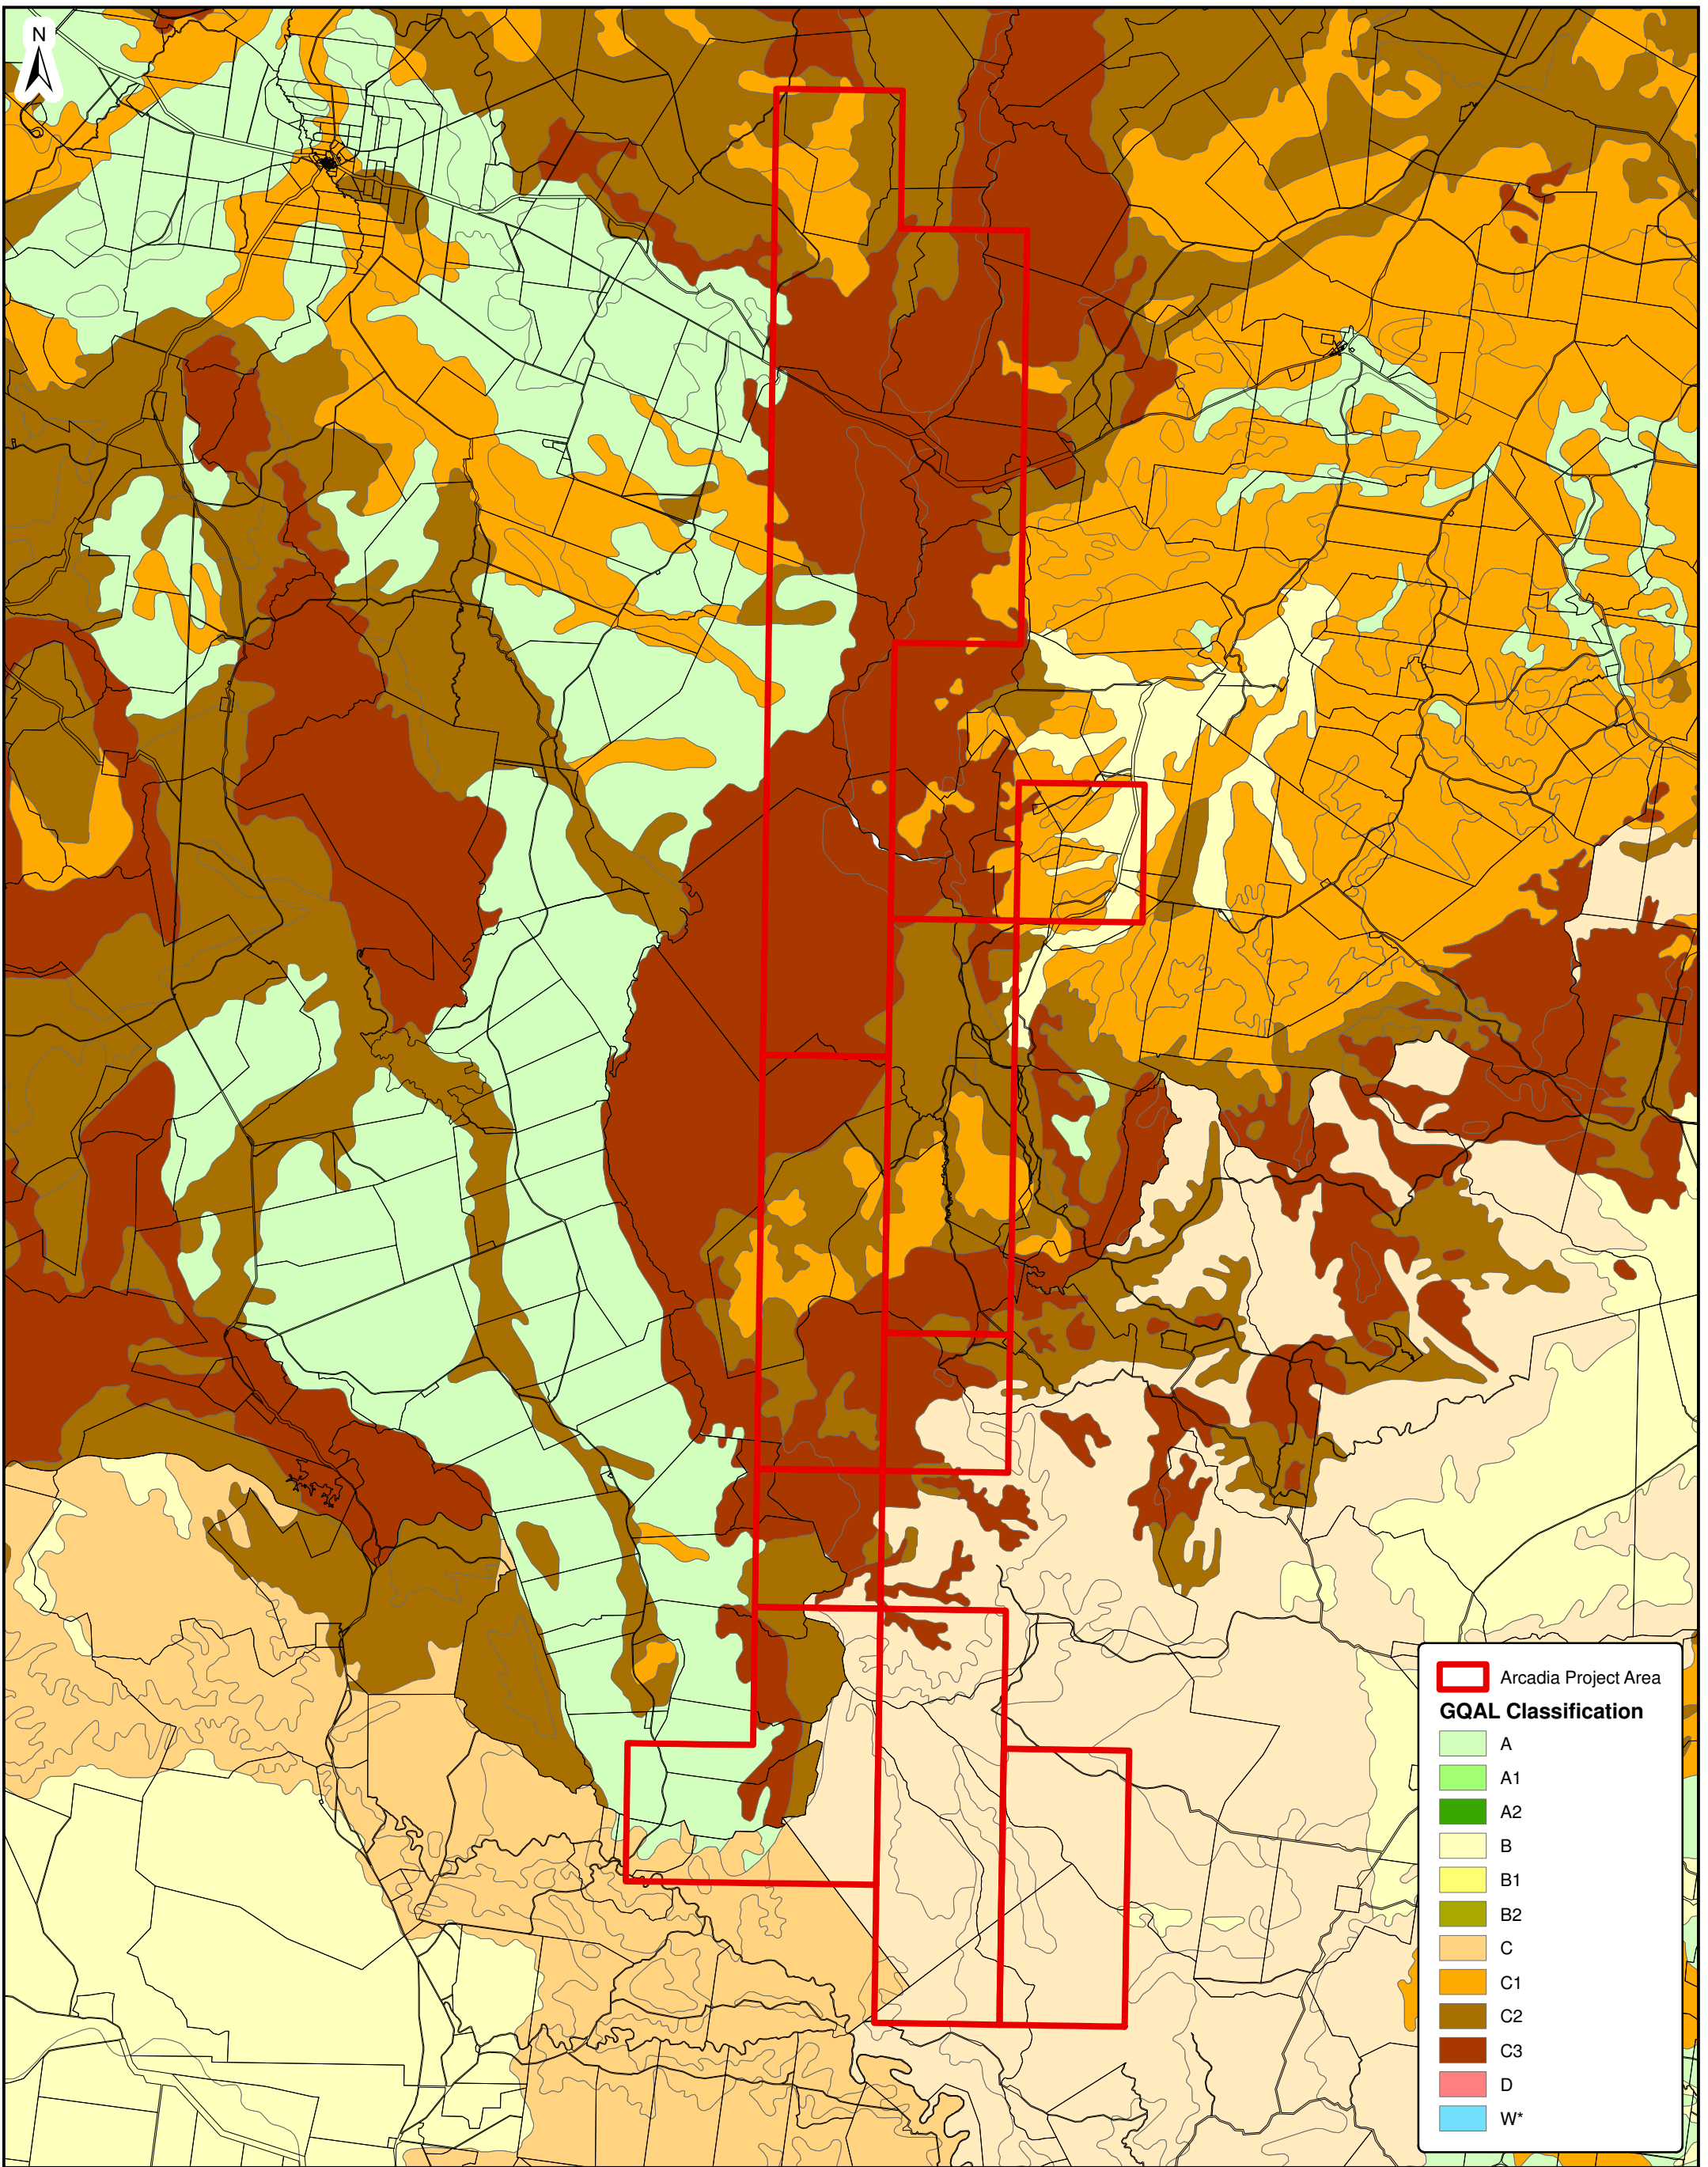 N
Arcadia Project Area
GQAL Classification
A
A1
A2
B
B1
B2
C
C1
C2
C3
D
W*